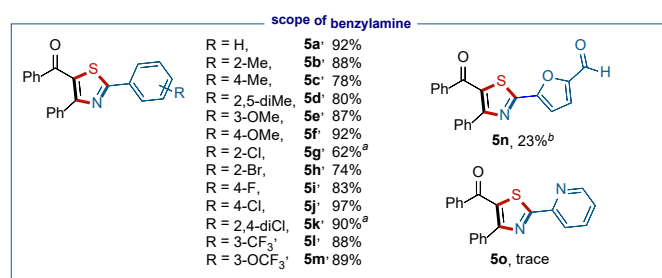 scope of benzylamine
O
Ph
S
Ph
N
R
R = H, 5a, 92%
R = 2-Me, 5b, 88%
R = 4-Me, 5c, 78%
R = 2,5-diMe, 5d, 80%
R = 3-OMe, 5e, 87%
R = 4-OMe, 5f, 92%
R = 2-Cl, 5g, 62%a
R = 2-Br, 5h, 74%
R = 4-F, 5i, 83%
R = 4-Cl, 5j, 97%
R = 2,4-diCl, 5k, 90%a
R = 3-CF3, 5l, 88%
R = 3-OCF3, 5m, 89%
O
O
Ph
S
O
H
Ph
N
5n, 23%b
O
Ph
S
N
Ph
N
5o, trace